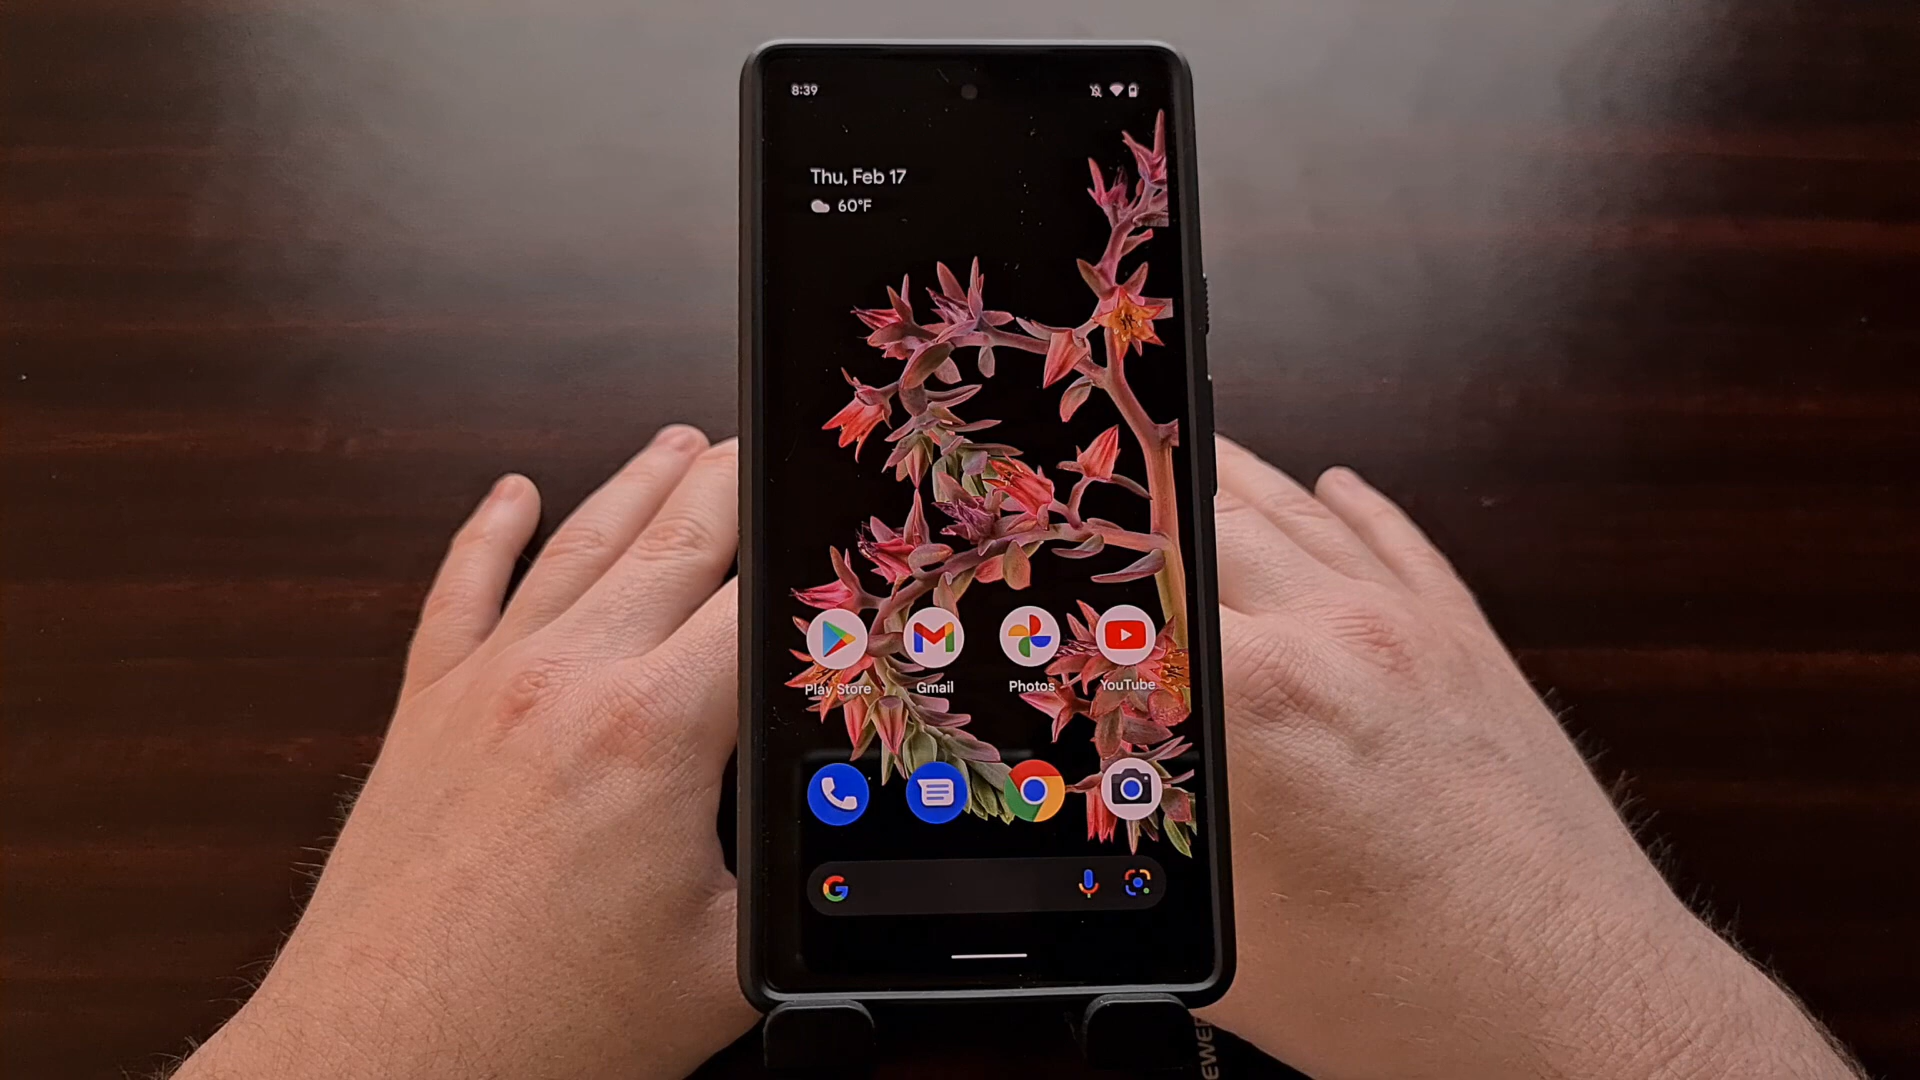 8:39
Thu, Feb 17
60°F
Play Store
Gmail
Photos
YouTube
G